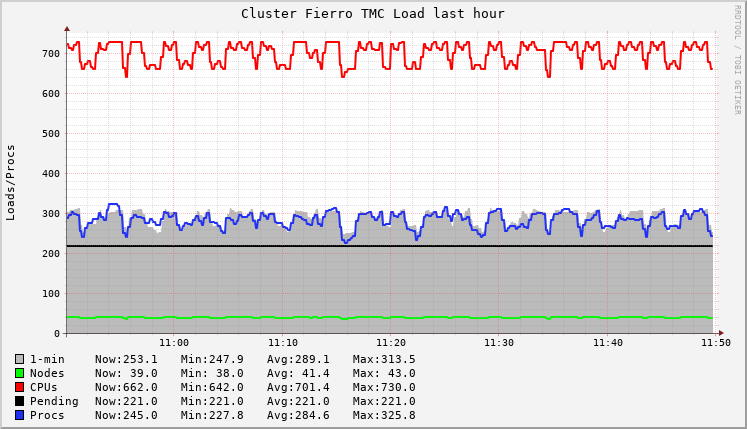 Cluster Fierro TMC Load last hour
RRDTOOL / TOBI OETIKER
Loads/Procs
700
600
500
400
300
200
100
0
11:00 11:10 11:20 11:30 11:40 11:50
1-min Now:253.1 Min:247.9 Avg:289.1 Max:313.5
Nodes Now: 39.0 Min: 38.0 Avg: 41.4 Max: 43.0
CPUs Now:662.0 Min:642.0 Avg:701.4 Max:730.0
Pending Now:221.0 Min:221.0 Avg:221.0 Max:221.0
Procs Now:245.0 Min:227.8 Avg:284.6 Max:325.8